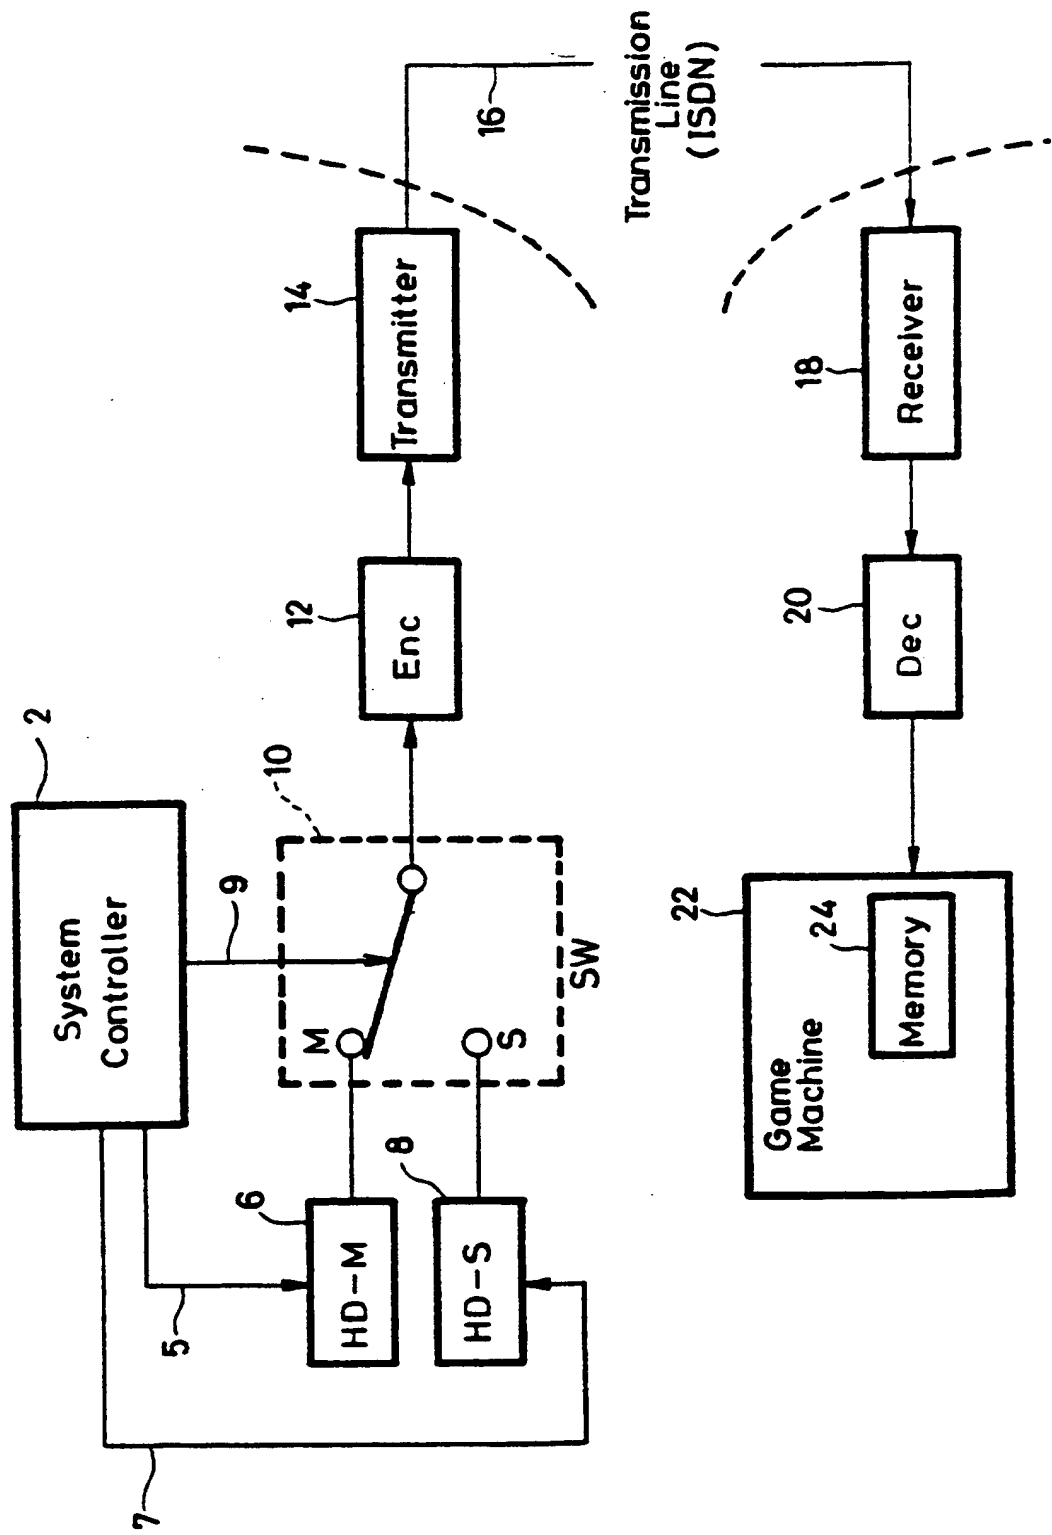 2
System
Controller
5
7
9
6
HD-M
8
HD-S
M
S
10
SW
12
Enc
14
Transmitter
16
Transmission
Line
(ISDN)
18
Receiver
20
Dec
22
Game
Machine
24
Memory